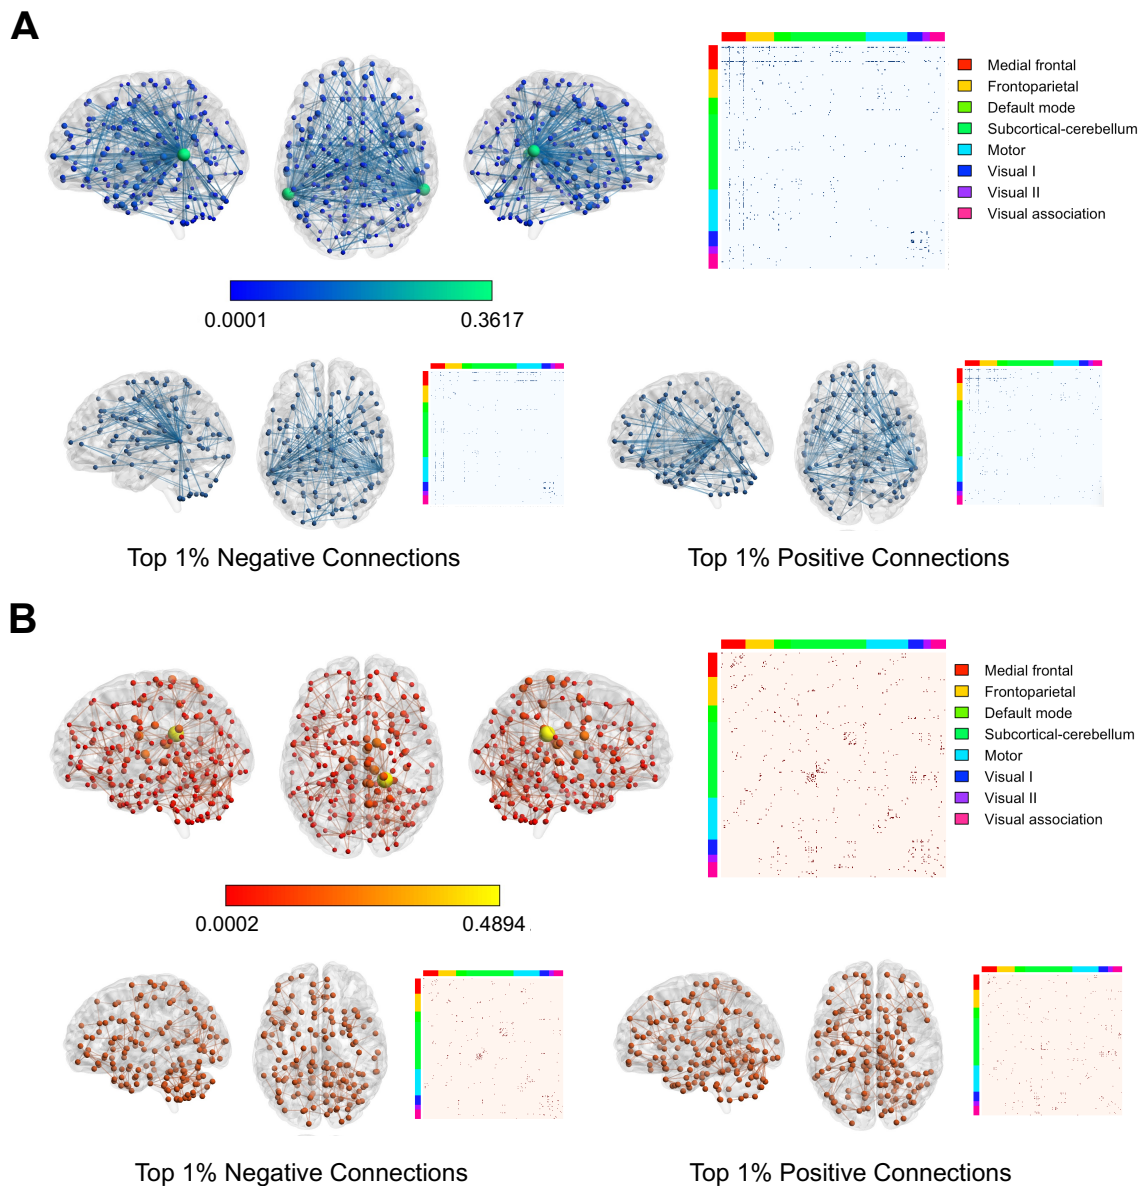 A
Medial frontal
Frontoparietal
Default mode
Subcortical-cerebellum
Motor
Visual I
Visual II
Visual association
0.0001
0.3617
Top 1% Negative Connections
Top 1% Positive Connections
B
Medial frontal
Frontoparietal
Default mode
Subcortical-cerebellum
Motor
Visual I
Visual II
Visual association
0.0002
0.4894
Top 1% Negative Connections
Top 1% Positive Connections